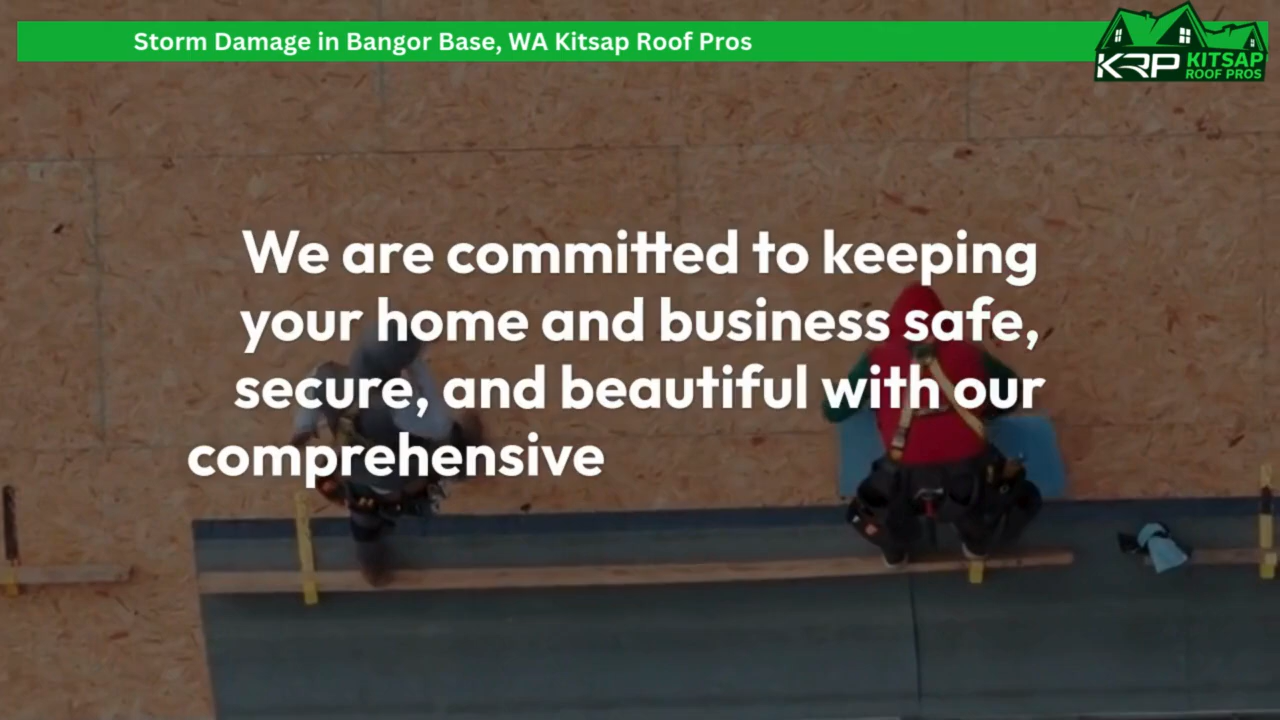 Storm Damage in Bangor Base, WA Kitsap Roof Pros
KRP KITSAP
ROOF PROS
We are committed to keeping
your home and business safe,
secure, and beautiful with our
comprehensive